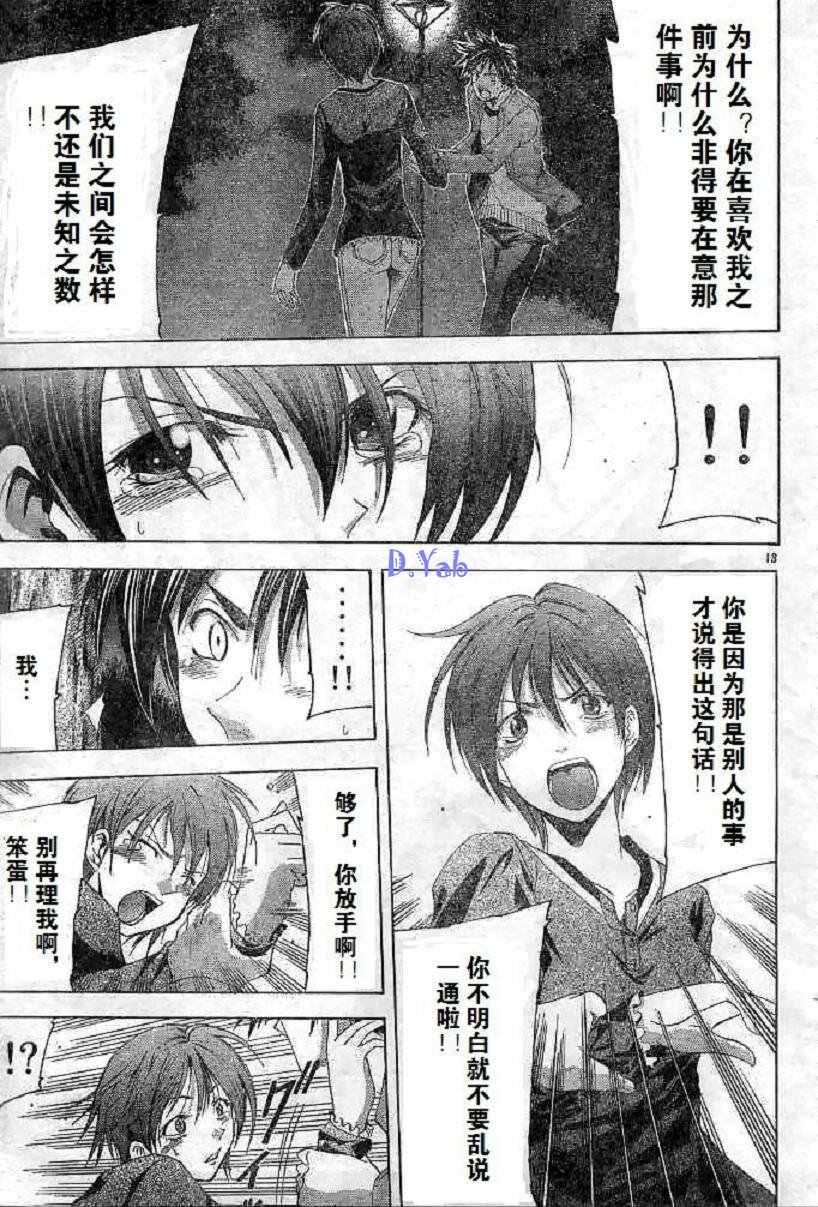 为什么？你在喜欢我之
前为什么非得要在意那
件事啊!!
我们之间会怎样
不还是未知之数
!!
!!
13
D.Yab
你是因为那是别人的事
才说得出这句话!!
……!!
我…
你不明白就不要乱说
一通啦!!
够了，你放手啊!!
别再理我啊，
笨蛋!!
!?